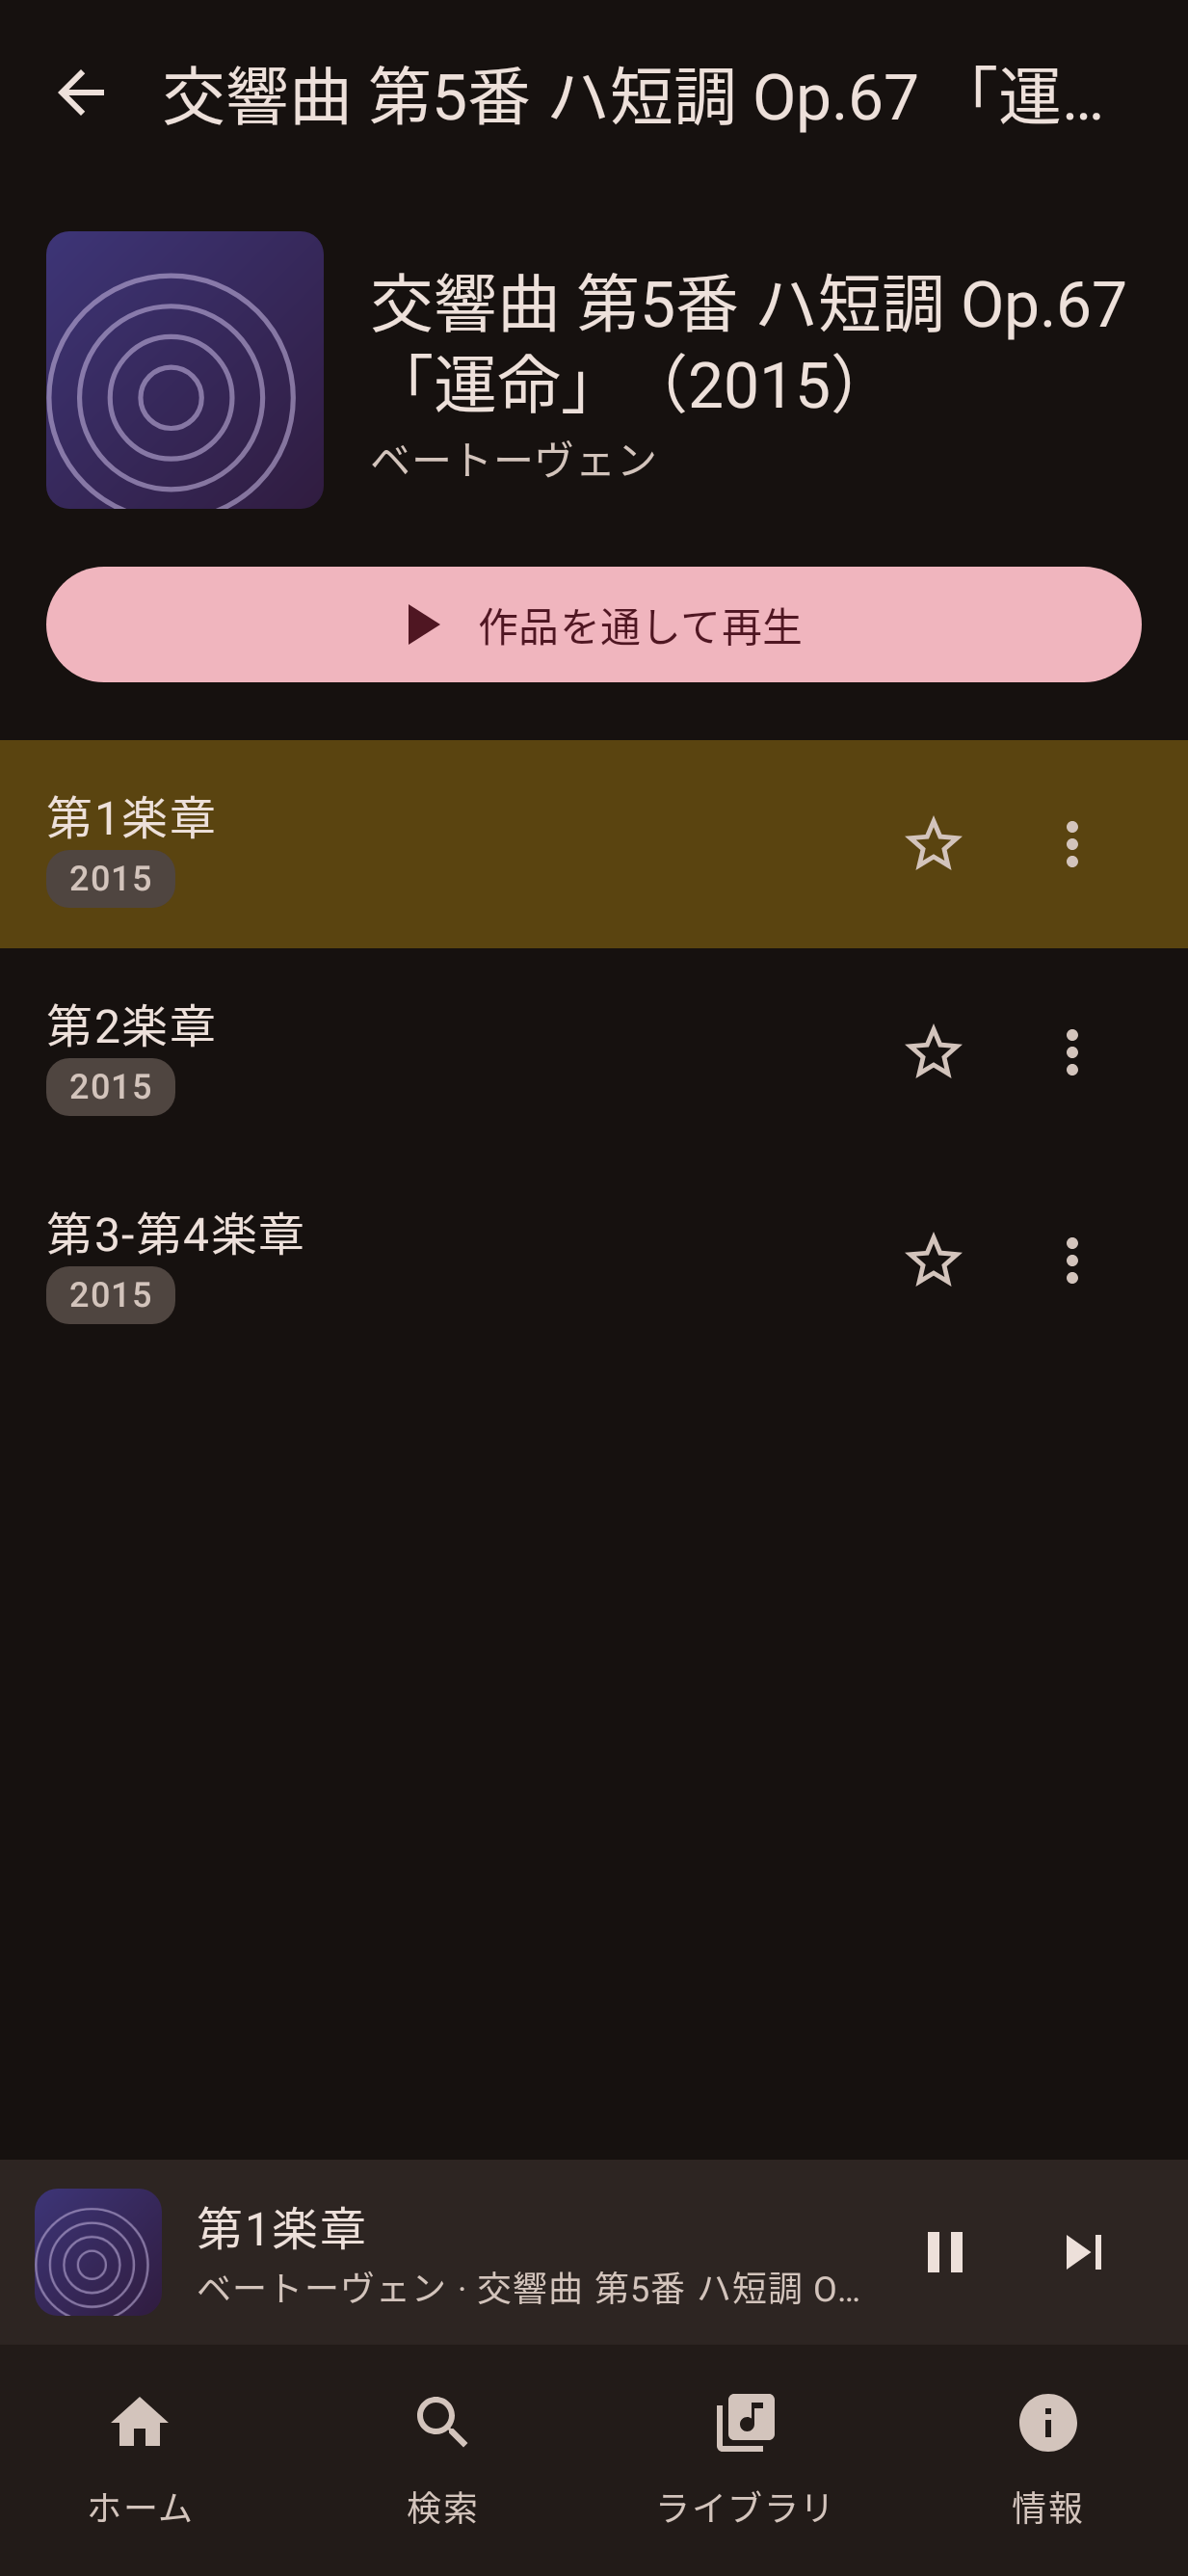 交響曲 第5番 ハ短調 Op.67 「運…
交響曲 第5番 ハ短調 Op.67
「運命」（2015）
ベートーヴェン
作品を通して再生
第1楽章
2015
第2楽章
2015
第3-第4楽章
2015
第1楽章
ベートーヴェン · 交響曲 第5番 ハ短調 O…
ホーム
検索
ライブラリ
情報